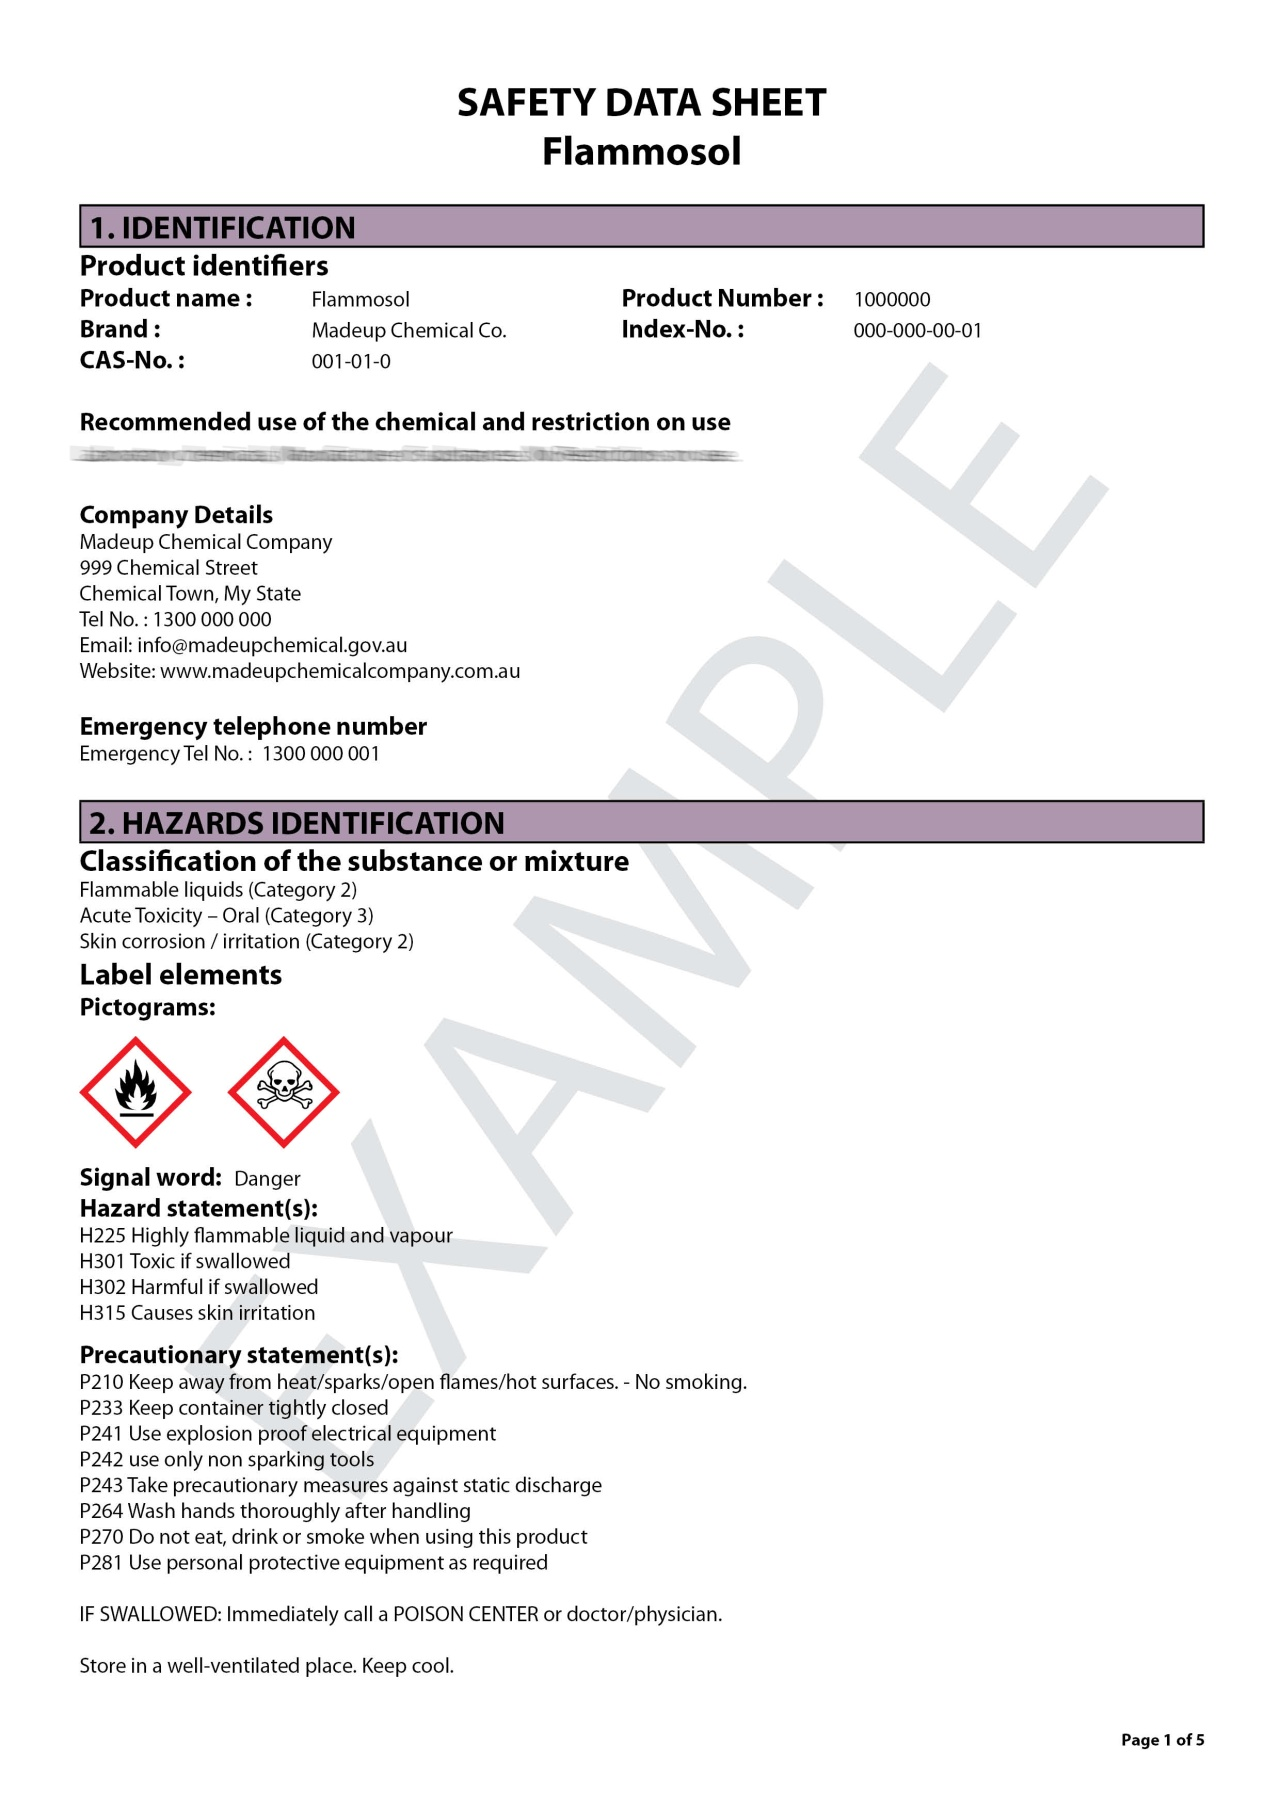 SAFETY DATA SHEET
Flammosol
1. IDENTIFICATION
Product identifiers
Product name : Flammosol Product Number : 1000000
Brand : Madeup Chemical Co. Index-No. : 000-000-00-01
CAS-No. : 001-01-0
Recommended use of the chemical and restriction on use
Company Details
Madeup Chemical Company
999 Chemical Street
Chemical Town, My State
Tel No. : 1300 000 000
Email: info@madeupchemical.gov.au
Website: www.madeupchemicalcompany.com.au
Emergency telephone number
Emergency Tel No. : 1300 000 001
2. HAZARDS IDENTIFICATION
Classification of the substance or mixture
Flammable liquids (Category 2)
Acute Toxicity – Oral (Category 3)
Skin corrosion / irritation (Category 2)
Label elements
Pictograms:
Signal word: Danger
Hazard statement(s):
H225 Highly flammable liquid and vapour
H301 Toxic if swallowed
H302 Harmful if swallowed
H315 Causes skin irritation
Precautionary statement(s):
P210 Keep away from heat/sparks/open flames/hot surfaces. - No smoking.
P233 Keep container tightly closed
P241 Use explosion proof electrical equipment
P242 use only non sparking tools
P243 Take precautionary measures against static discharge
P264 Wash hands thoroughly after handling
P270 Do not eat, drink or smoke when using this product
P281 Use personal protective equipment as required
IF SWALLOWED: Immediately call a POISON CENTER or doctor/physician.
Store in a well-ventilated place. Keep cool.
Page 1 of 5
EXAMPLE